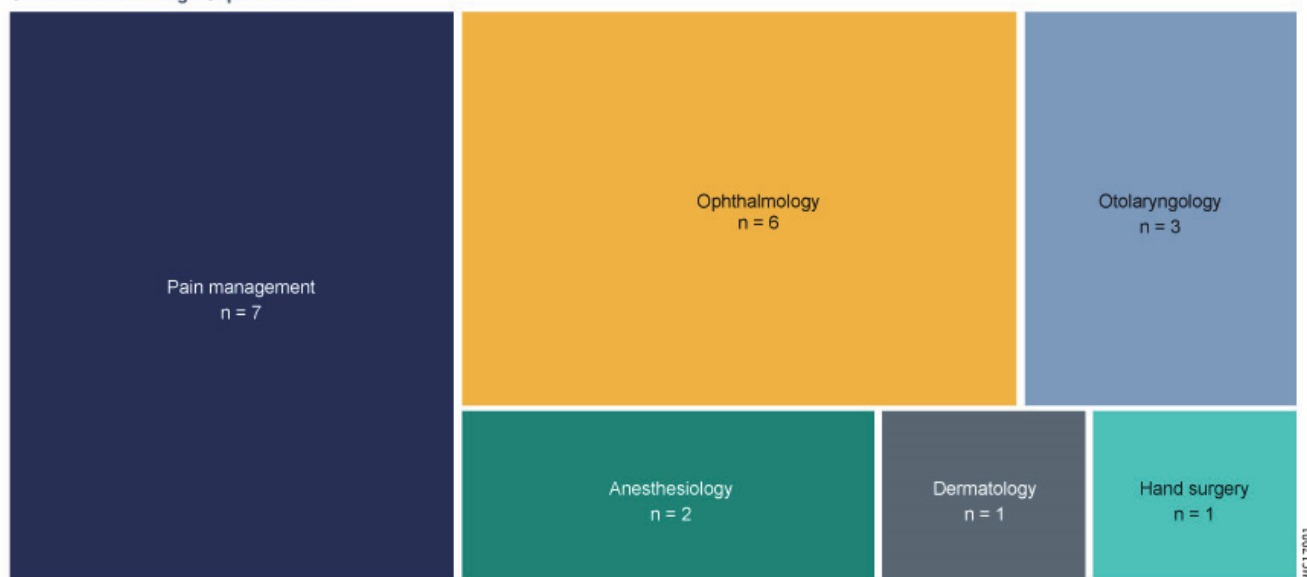 Pain management
n = 7
Ophthalmology
n = 6
Otolaryngology
n = 3
Anesthesiology
n = 2
Dermatology
n = 1
Hand surgery
n = 1